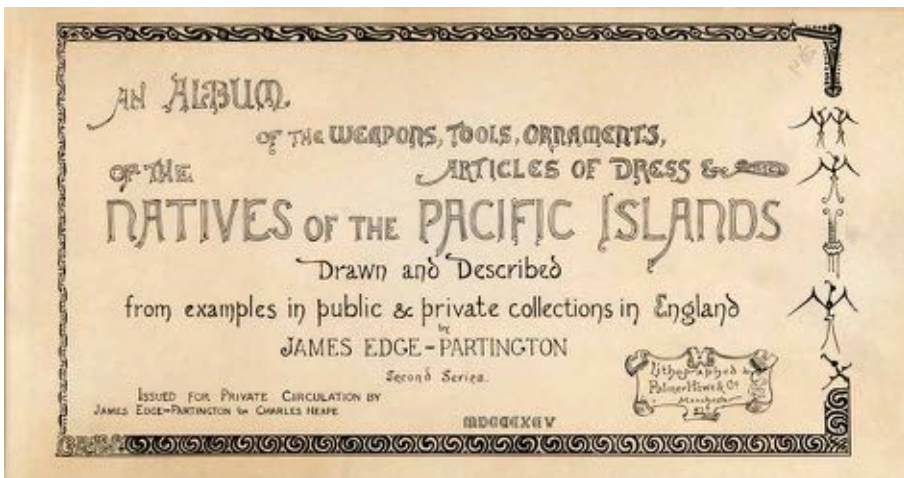 AN ALBUM.
OF THE WEAPONS, TOOLS, ORNAMENTS,
OF THE ARTICLES OF DRESS &c
NATIVES OF THE PACIFIC ISLANDS
Drawn and Described
from examples in public & private collections in England
by
JAMES EDGE-PARTINGTON
Second Series.
ISSUED FOR PRIVATE CIRCULATION BY
JAMES EDGE-PARTINGTON & CHARLES HEAPE
Lithographed by
Palmer Howe & Co
Manchester
MDCCCXCV